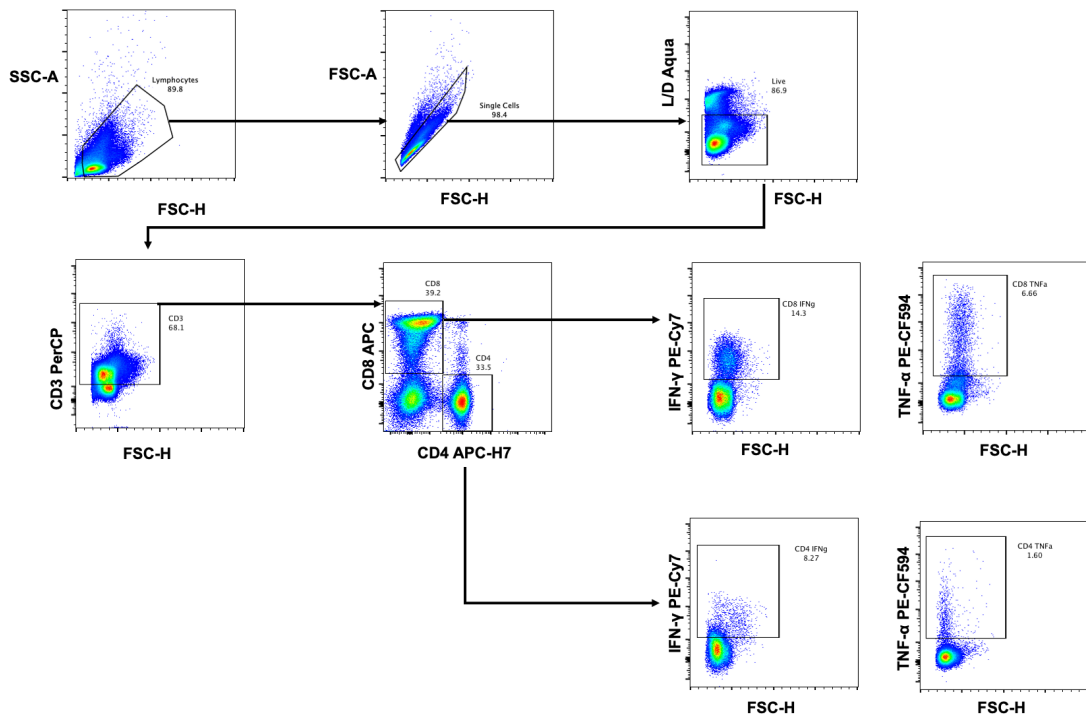 SSC-A
Lymphocytes
89.8
FSC-H
FSC-A
Single Cells
98.4
FSC-H
L/D Aqua
Live
86.9
FSC-H
CD3 PerCP
CD3
68.1
FSC-H
CD8 APC
CD8
39.2
CD4
33.5
CD4 APC-H7
IFN-γ PE-Cy7
CD8 IFNg
14.3
FSC-H
TNF-α PE-CF594
CD8 TNFa
6.66
FSC-H
IFN-γ PE-Cy7
CD4 IFNg
8.27
FSC-H
TNF-α PE-CF594
CD4 TNFa
1.60
FSC-H